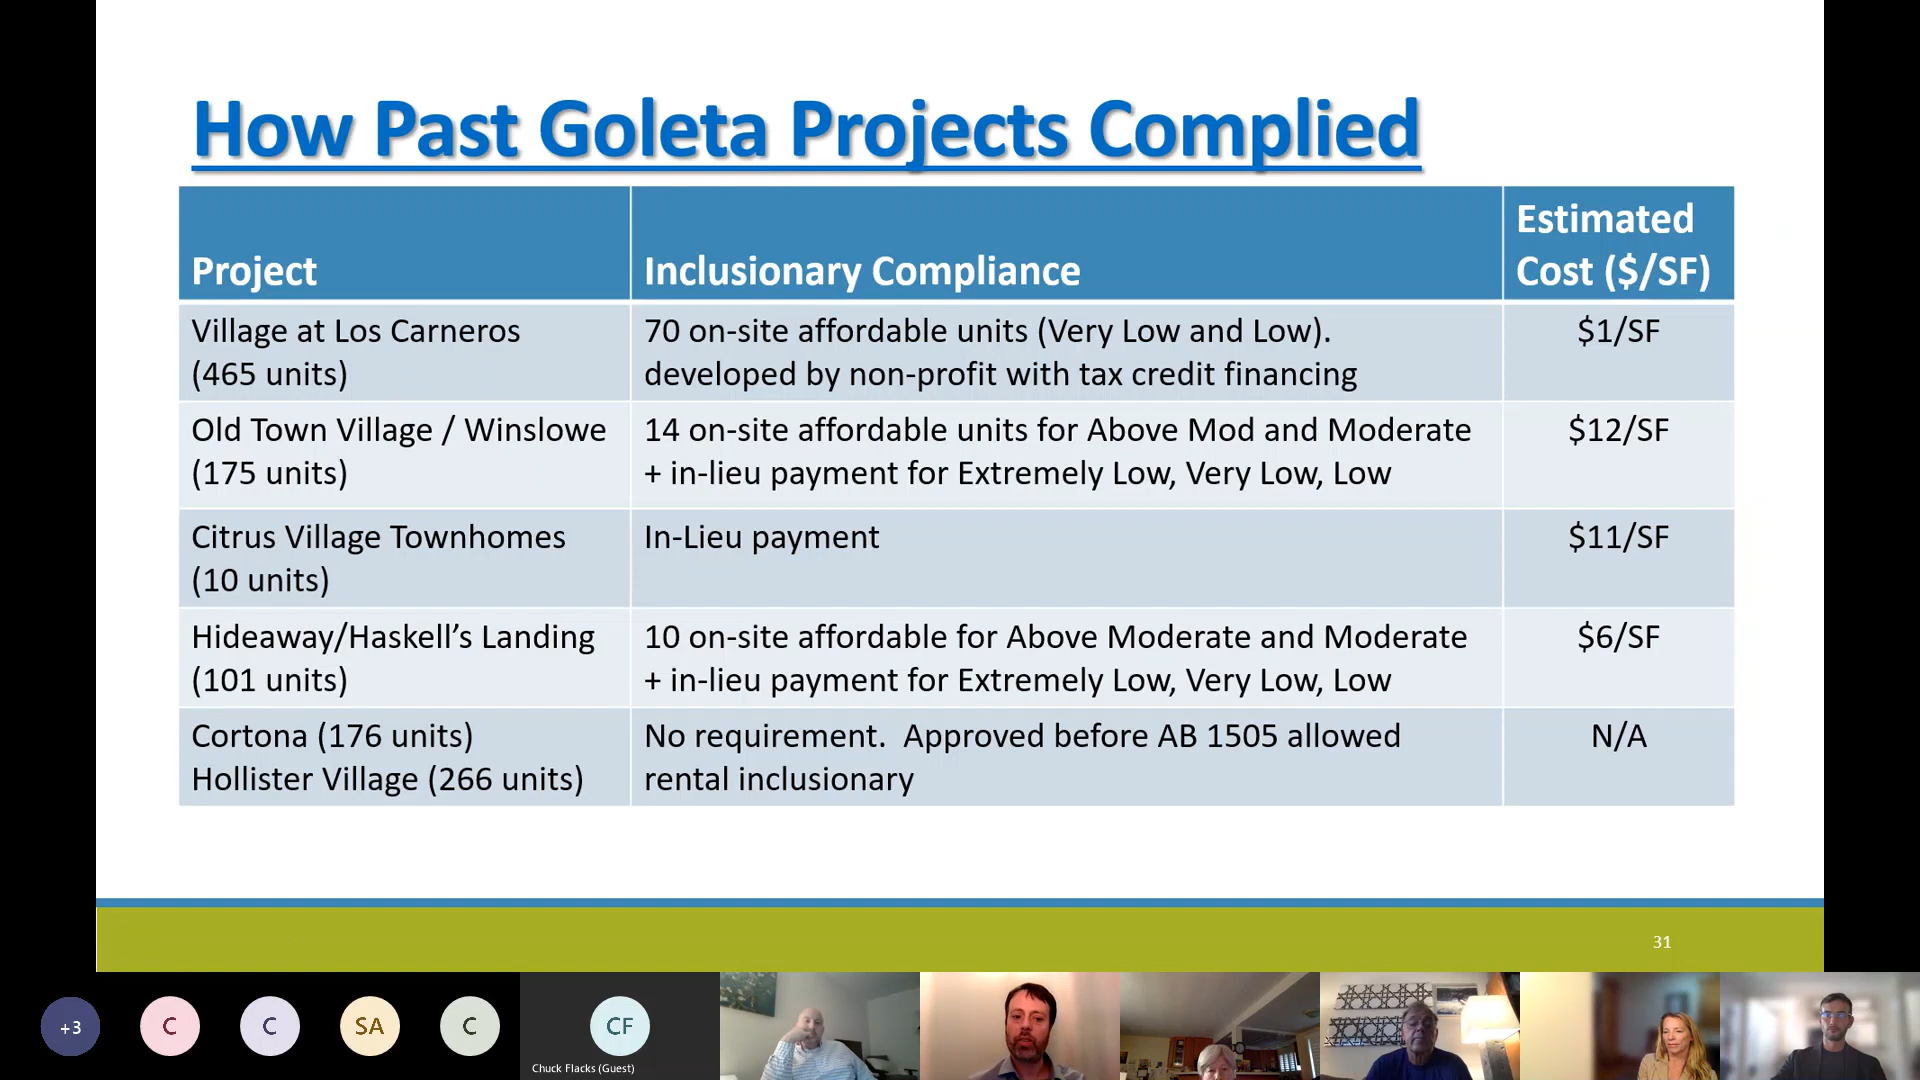 How Past Goleta Projects Complied
Project
Inclusionary Compliance
Estimated
Cost ($/SF)
Village at Los Carneros
(465 units)
70 on-site affordable units (Very Low and Low).
developed by non-profit with tax credit financing
$1/SF
Old Town Village / Winslowe
(175 units)
14 on-site affordable units for Above Mod and Moderate
+ in-lieu payment for Extremely Low, Very Low, Low
$12/SF
Citrus Village Townhomes
(10 units)
In-Lieu payment
$11/SF
Hideaway/Haskell’s Landing
(101 units)
10 on-site affordable for Above Moderate and Moderate
+ in-lieu payment for Extremely Low, Very Low, Low
$6/SF
Cortona (176 units)
Hollister Village (266 units)
No requirement.  Approved before AB 1505 allowed
rental inclusionary
N/A
31
+3
C
C
SA
C
CF
Chuck Flacks (Guest)